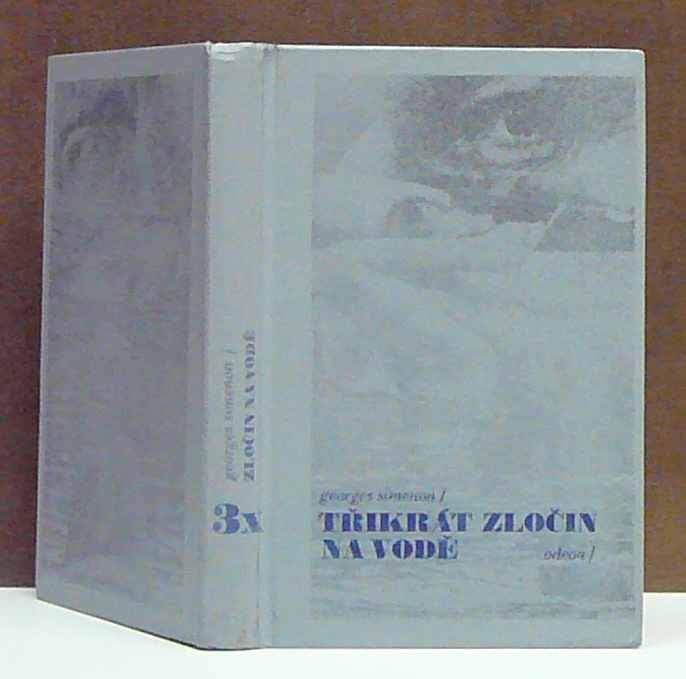 georges simenon /
ZLOČIN NA VODĚ
3x
georges simenon /
TŘIKRÁT ZLOČIN
NA VODĚ
odeon /